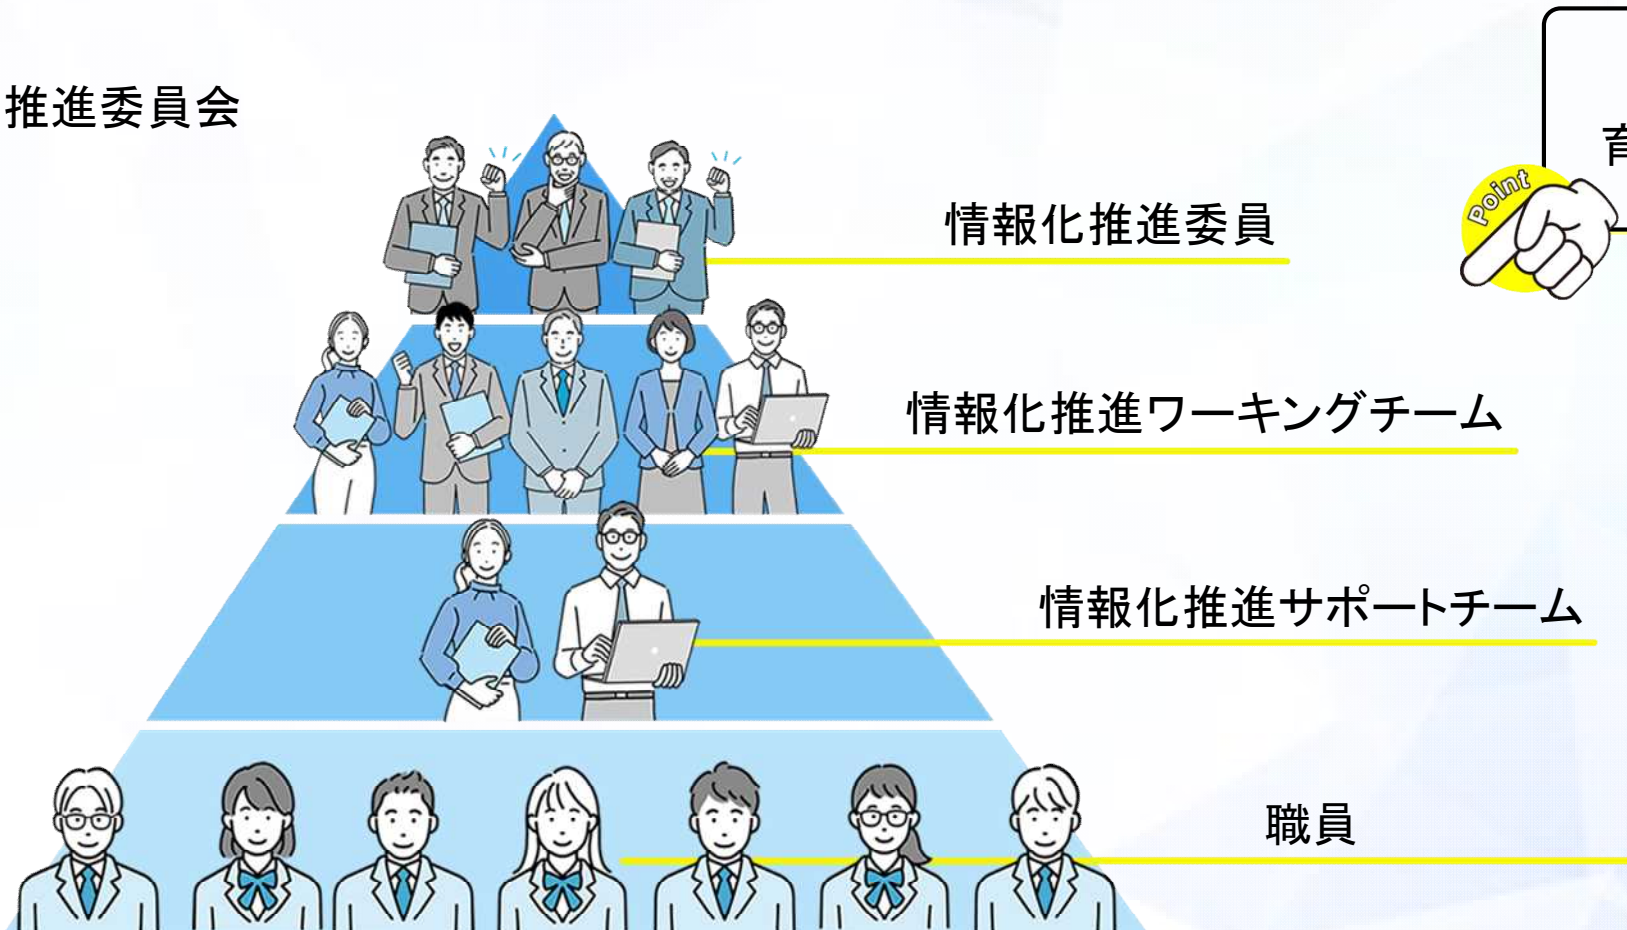 推進委員会
育
Point
情報化推進委員
情報化推進ワーキングチーム
情報化推進サポートチーム
職員